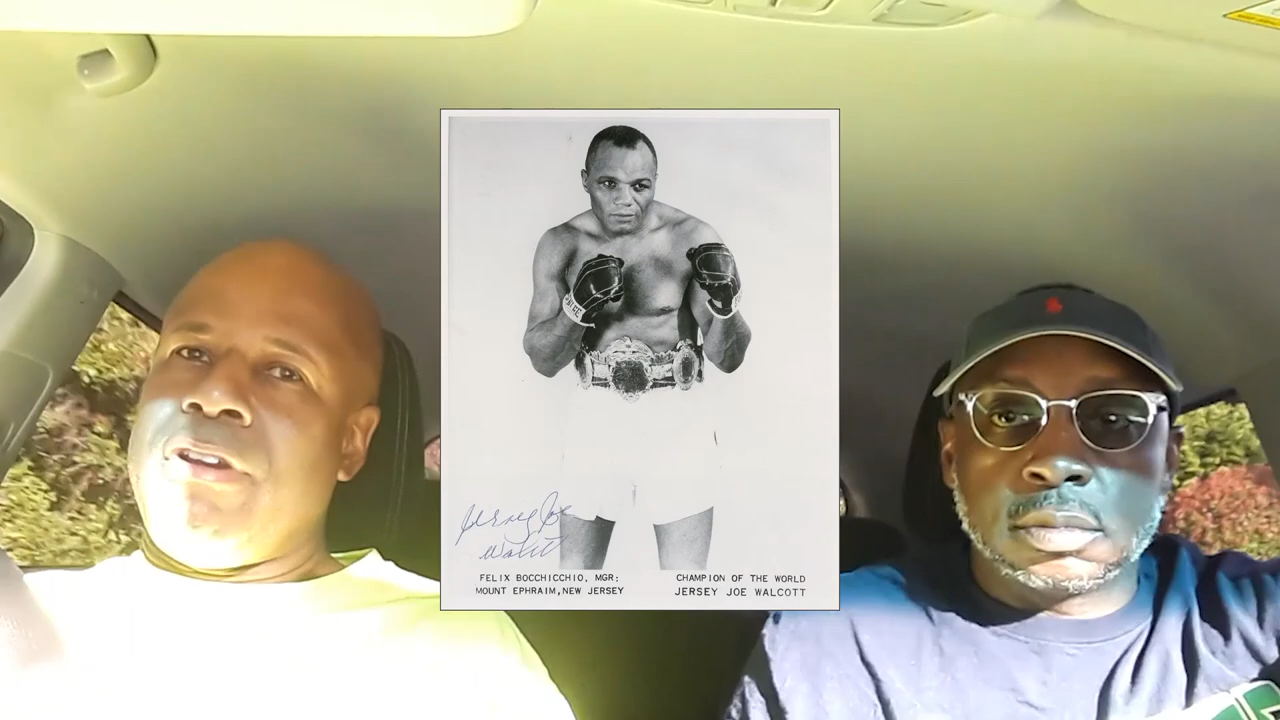 Jersey Joe
Walcott
FELIX BOCCHICCHIO, MGR:
MOUNT EPHRAIM, NEW JERSEY
CHAMPION OF THE WORLD
JERSEY JOE WALCOTT